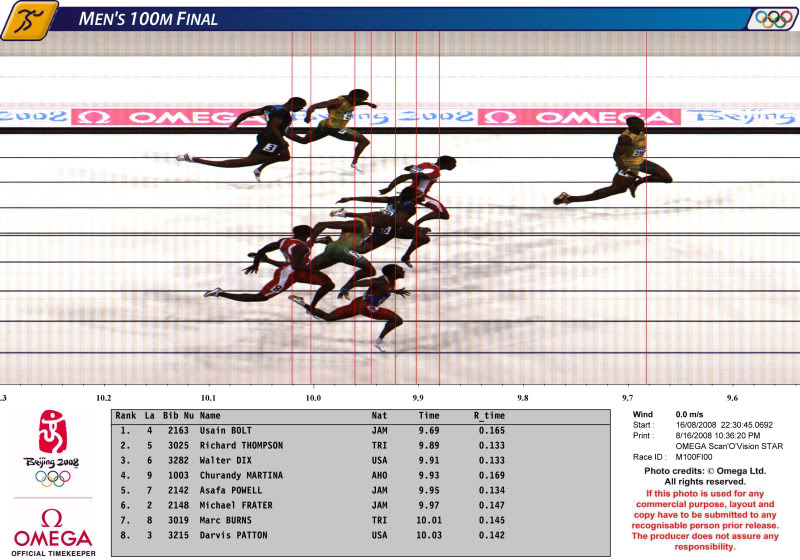 MEN'S 100M FINAL
2008 OMEGA Beijing 2008 OMEGA Beijing
.3 10.2 10.1 10.0 9.9 9.8 9.7 9.6
Rank La Bib Nu Name Nat Time R_time
1. 4 2163 Usain BOLT JAM 9.69 0.165
2. 5 3025 Richard THOMPSON TRI 9.89 0.133
3. 6 3282 Walter DIX USA 9.91 0.133
4. 9 1003 Churandy MARTINA AHO 9.93 0.169
5. 7 2142 Asafa POWELL JAM 9.95 0.134
6. 2 2148 Michael FRATER JAM 9.97 0.147
7. 8 3019 Marc BURNS TRI 10.01 0.145
8. 3 3215 Darvis PATTON USA 10.03 0.142
Beijing 2008
OMEGA
OFFICIAL TIMEKEEPER
Wind 0.0 m/s
Start : 16/08/2008 22:30:45.0692
Print : 8/16/2008 10:36:20 PM
OMEGA Scan'O'Vision STAR
Race ID : M100FI00
Photo credits: © Omega Ltd.
All rights reserved.
If this photo is used for any
commercial purpose, layout and
copy have to be submitted to any
recognisable person prior release.
The producer does not assure any
responsibility.